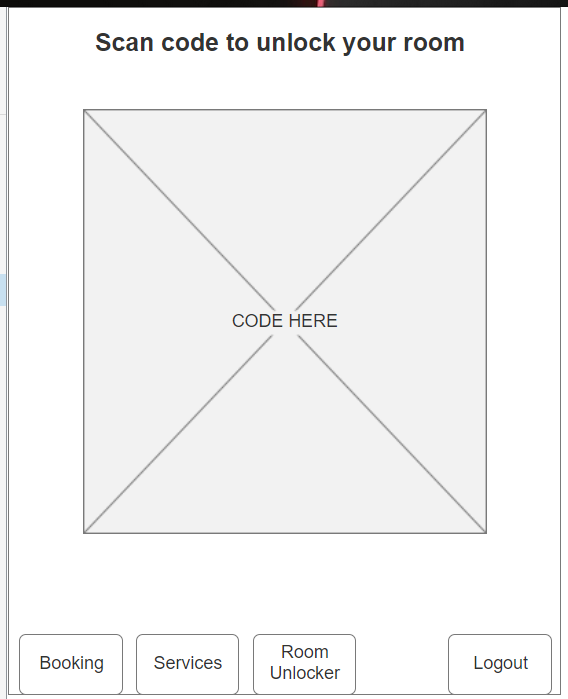 Scan code to unlock your room
CODE HERE
Booking
Services
Room
Unlocker
Logout